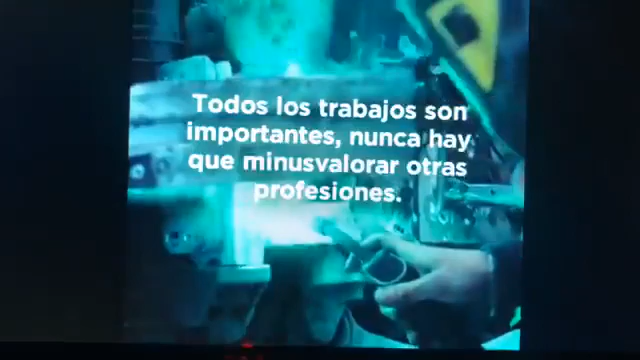 Todos los trabajos son
importantes, nunca hay
que minusvalorar otras
profesiones.